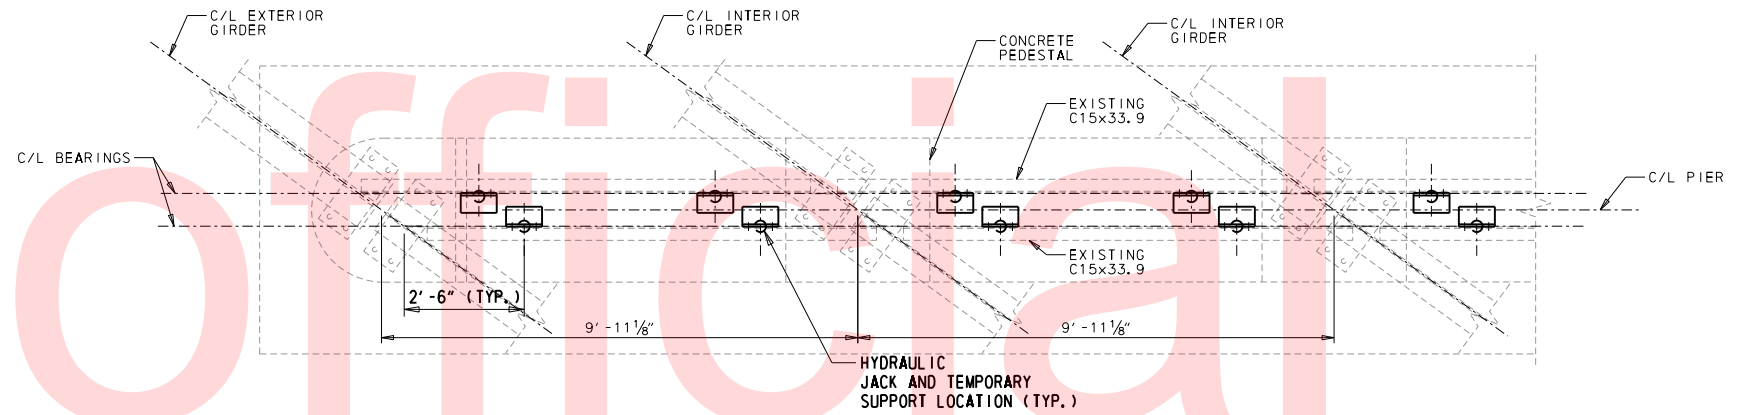 C/L EXTERIOR
GIRDER
C/L INTERIOR
GIRDER
C/L INTERIOR
GIRDER
CONCRETE
PEDESTAL
EXISTING
C15x33.9
C/L BEARINGS
C/L PIER
EXISTING
C15x33.9
2'-6" (TYP.)
9'-11⅛"
9'-11⅛"
HYDRAULIC
JACK AND TEMPORARY
SUPPORT LOCATION (TYP.)
official